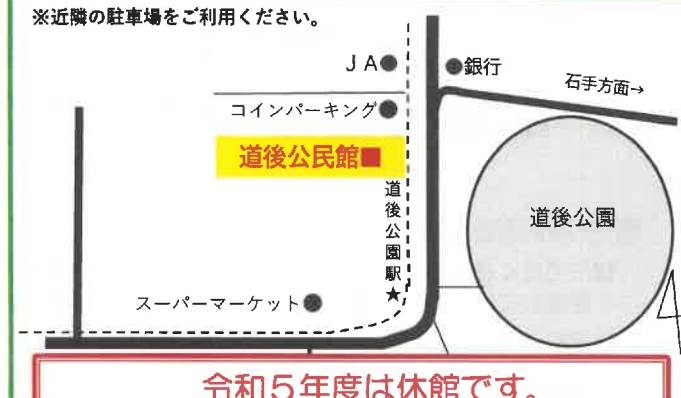 ※近隣の駐車場をご利用ください。
ＪＡ●
●銀行
石手方面→
コインパーキング●
道後公民館■
道後公園駅★
道後公園
スーパーマーケット●
令和５年度は休館です。